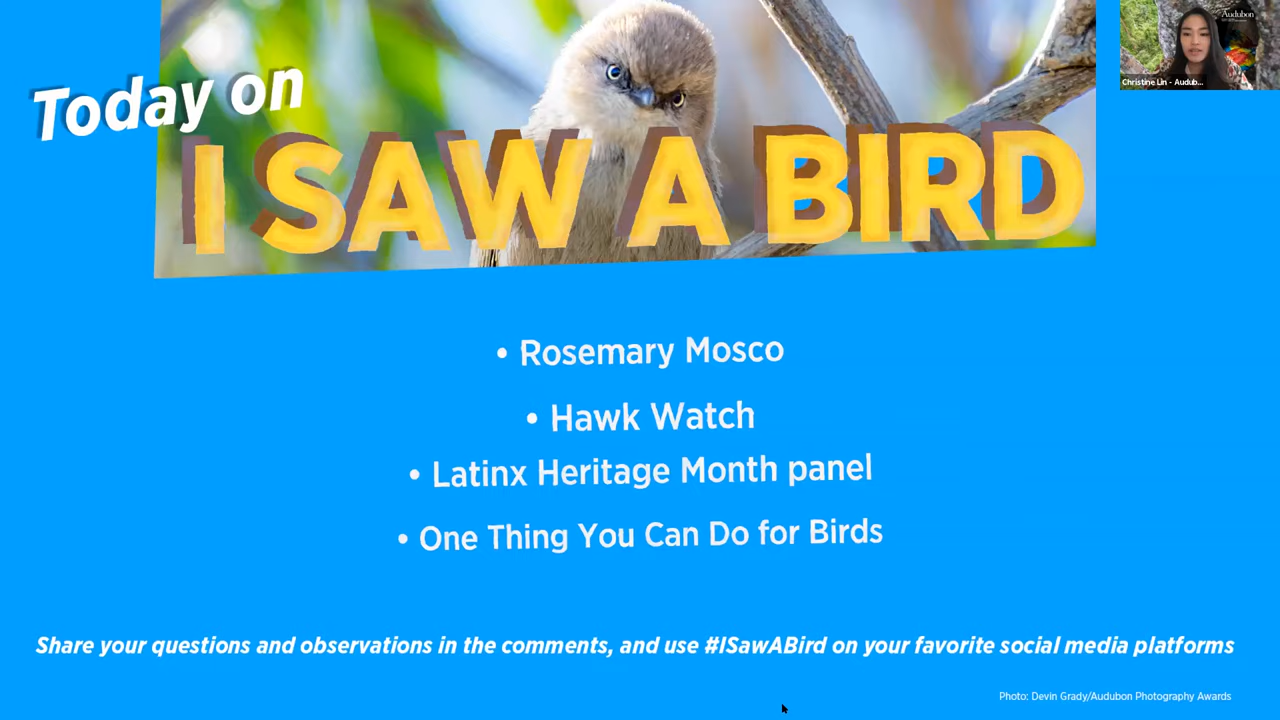 Today on
I SAW A BIRD
Audubon
Christine Lin - Audub...
• Rosemary Mosco
• Hawk Watch
• Latinx Heritage Month panel
• One Thing You Can Do for Birds
Share your questions and observations in the comments, and use #ISawABird on your favorite social media platforms
Photo: Devin Grady/Audubon Photography Awards